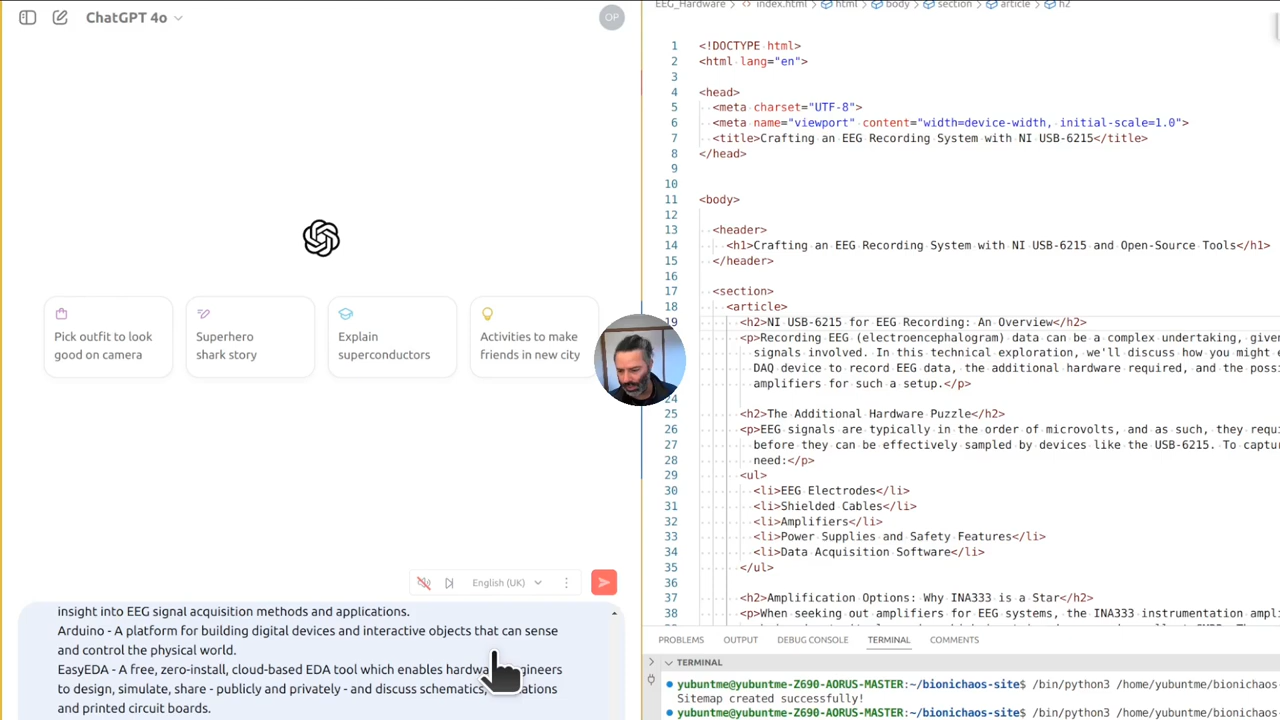 ChatGPT 4o
OP
Pick outfit to look
good on camera
Superhero
shark story
Explain
superconductors
Activities to make
friends in new city
English (UK)
insight into EEG signal acquisition methods and applications.
Arduino - A platform for building digital devices and interactive objects that can sense
and control the physical world.
EasyEDA - A free, zero-install, cloud-based EDA tool which enables
to design, simulate, share - publicly and privately - and discuss schematics,
and printed circuit boards.
EEG_Hardware > index.html > html > body > section > article > h2
1 <!DOCTYPE html>
2 <html lang="en">
3
4 <head>
5 <meta charset="UTF-8">
6 <meta name="viewport" content="width=device-width, initial-scale=1.0">
7 <title>Crafting an EEG Recording System with NI USB-6215</title>
8 </head>
9
10
11 <body>
12
13 <header>
14 <h1>Crafting an EEG Recording System with NI USB-6215 and Open-Source Tools</h1>
15 </header>
16
17 <section>
18 <article>
19 <h2>NI USB-6215 for EEG Recording: An Overview</h2>
<p>Recording EEG (electroencephalogram) data can be a complex undertaking, give
signals involved. In this technical exploration, we'll discuss how you might e
DAQ device to record EEG data, the additional hardware required, and the poss
24 amplifiers for such a setup.</p>
25 <h2>The Additional Hardware Puzzle</h2>
26 <p>EEG signals are typically in the order of microvolts, and as such, they requ
27 before they can be effectively sampled by devices like the USB-6215. To captur
28 need:</p>
29 <ul>
30 <li>EEG Electrodes</li>
31 <li>Shielded Cables</li>
32 <li>Amplifiers</li>
33 <li>Power Supplies and Safety Features</li>
34 <li>Data Acquisition Software</li>
35 </ul>
36
37 <h2>Amplification Options: Why INA333 is a Star</h2>
38 <p>When seeking out amplifiers for EEG systems, the INA333 instrumentation ampl
PROBLEMS OUTPUT DEBUG CONSOLE TERMINAL COMMENTS
TERMINAL
yubuntme@yubuntme-Z690-AORUS-MASTER:~/bionichaos-site$ /bin/python3 /home/yubuntme/bionichaos-
Sitemap created successfully!
yubuntme@yubuntme-Z690-AORUS-MASTER:~/bionichaos-site$ /bin/python3 /home/yubuntme/bionichaos-